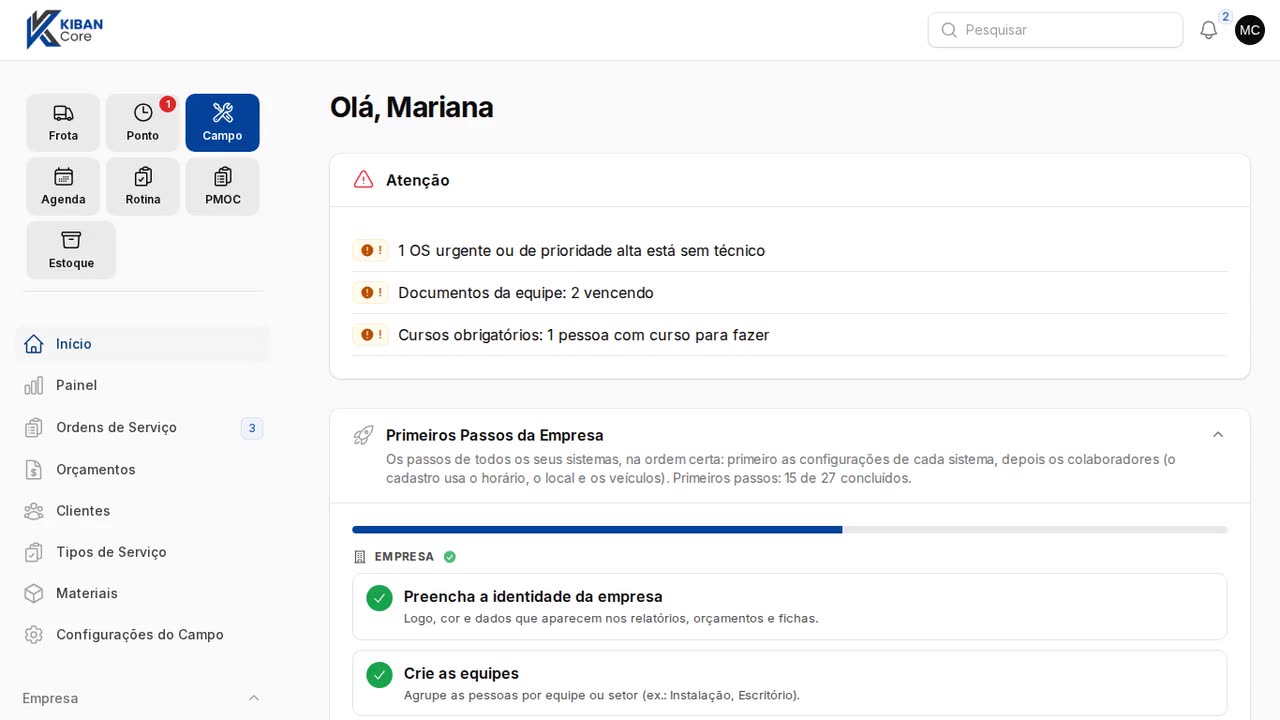 KIBAN
Core
Pesquisar
2
MC
Frota
Ponto
1
Campo
Agenda
Rotina
PMOC
Estoque
Início
Painel
Ordens de Serviço
3
Orçamentos
Clientes
Tipos de Serviço
Materiais
Configurações do Campo
Empresa
Olá, Mariana
Atenção
! 1 OS urgente ou de prioridade alta está sem técnico
! Documentos da equipe: 2 vencendo
! Cursos obrigatórios: 1 pessoa com curso para fazer
Primeiros Passos da Empresa
Os passos de todos os seus sistemas, na ordem certa: primeiro as configurações de cada sistema, depois os colaboradores (o
cadastro usa o horário, o local e os veículos). Primeiros passos: 15 de 27 concluídos.
EMPRESA
Preencha a identidade da empresa
Logo, cor e dados que aparecem nos relatórios, orçamentos e fichas.
Crie as equipes
Agrupe as pessoas por equipe ou setor (ex.: Instalação, Escritório).